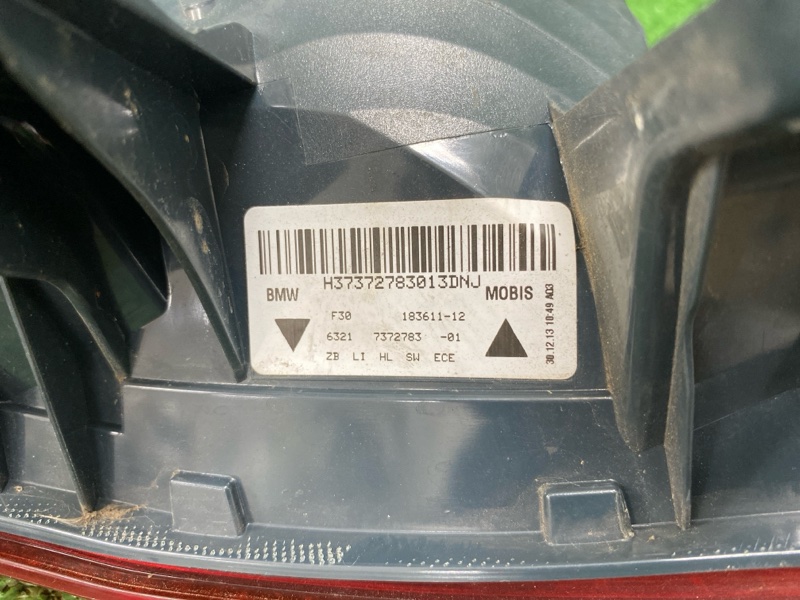 H37372783013DNJ
BMW MOBIS
F30 183611-12
6321 7372783 -01
ZB LI HL SW ECE
30.12.13 10:49 A03